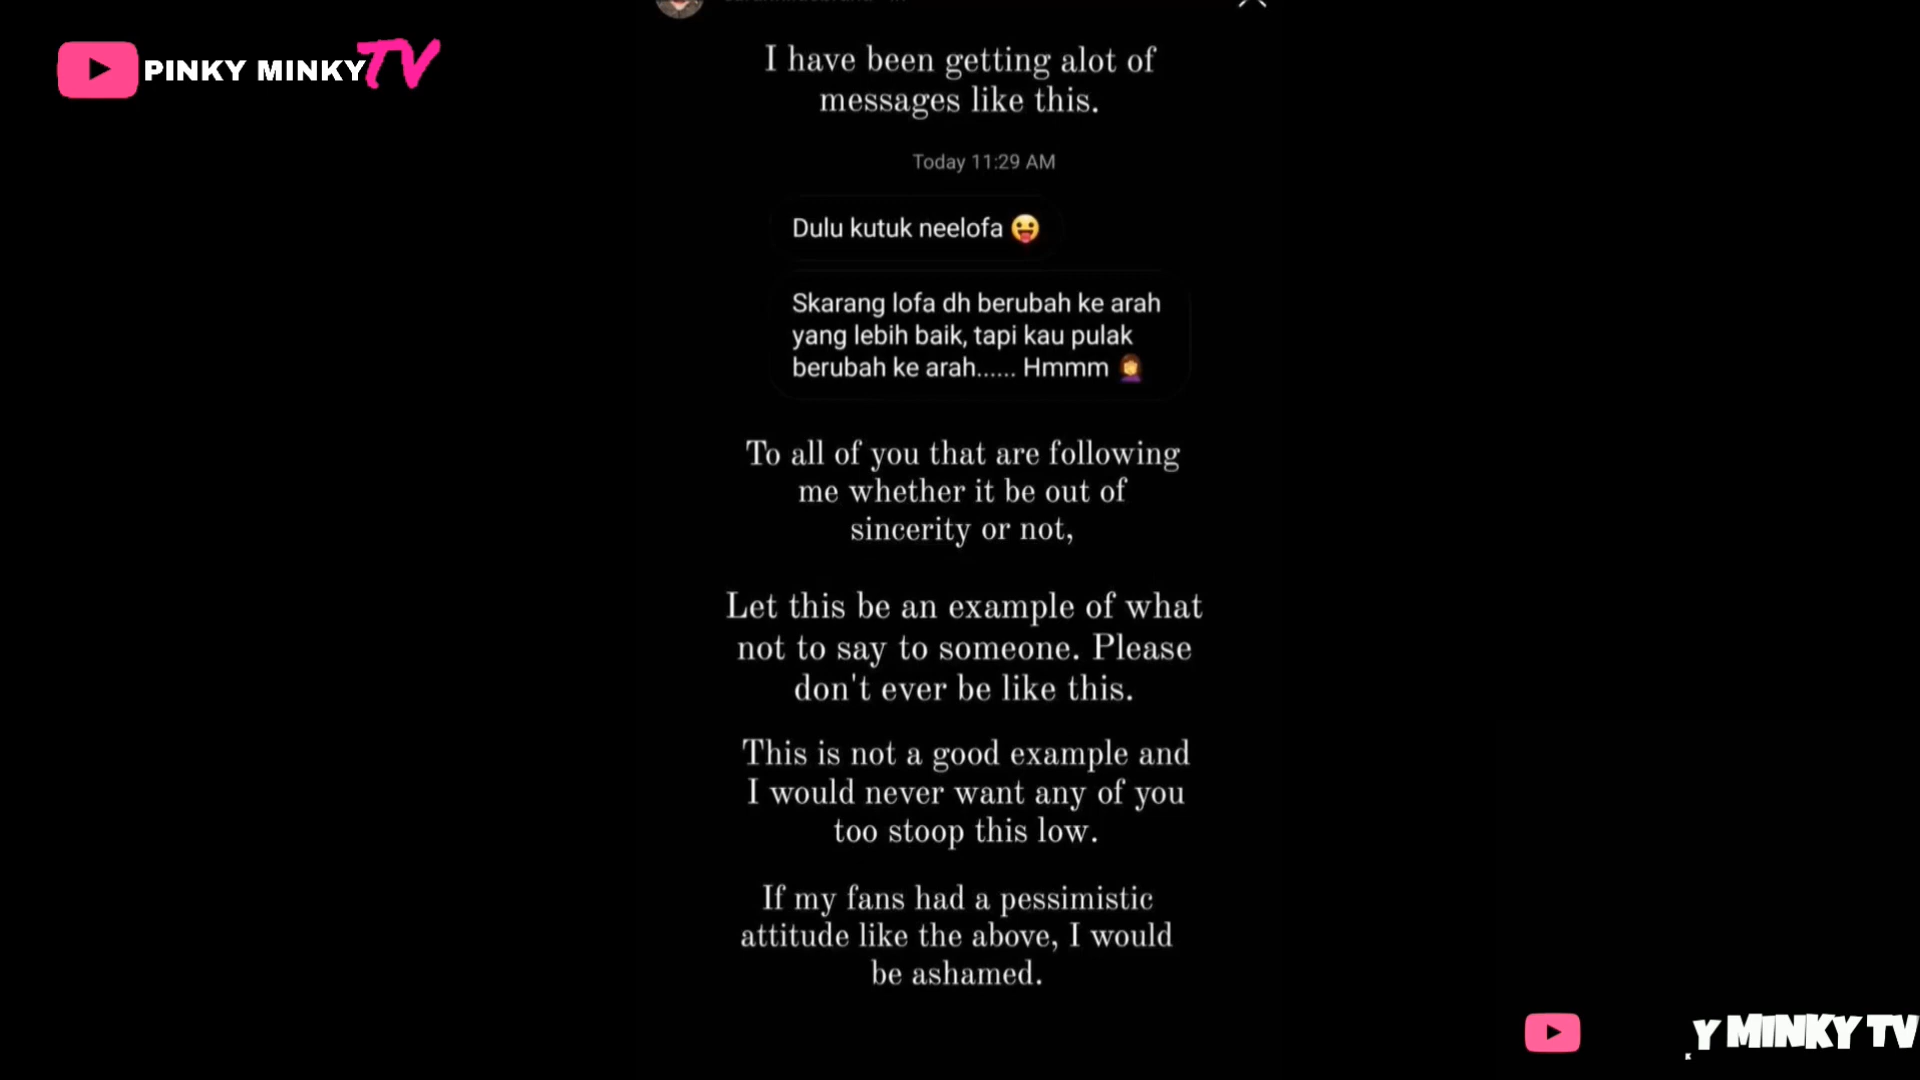 PINKY MINKY TV
I have been getting alot of
messages like this.
Today 11:29 AM
Dulu kutuk neelofa 😛
Skarang lofa dh berubah ke arah
yang lebih baik, tapi kau pulak
berubah ke arah...... Hmmm 🤦‍♀️
To all of you that are following
me whether it be out of
sincerity or not,
Let this be an example of what
not to say to someone. Please
don't ever be like this.
This is not a good example and
I would never want any of you
too stoop this low.
If my fans had a pessimistic
attitude like the above, I would
be ashamed.
Y MINKY TV